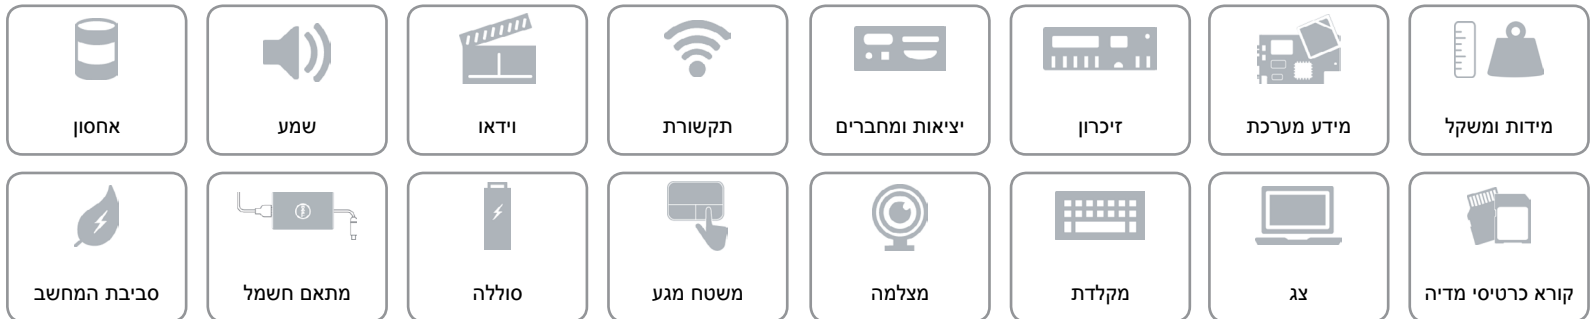 מידות ומשקל
מידע מערכת
זיכרון
יציאות ומחברים
תקשורת
וידאו
שמע
אחסון
קורא כרטיסי מדיה
צג
מקלדת
מצלמה
משטח מגע
סוללה
מתאם חשמל
סביבת המחשב